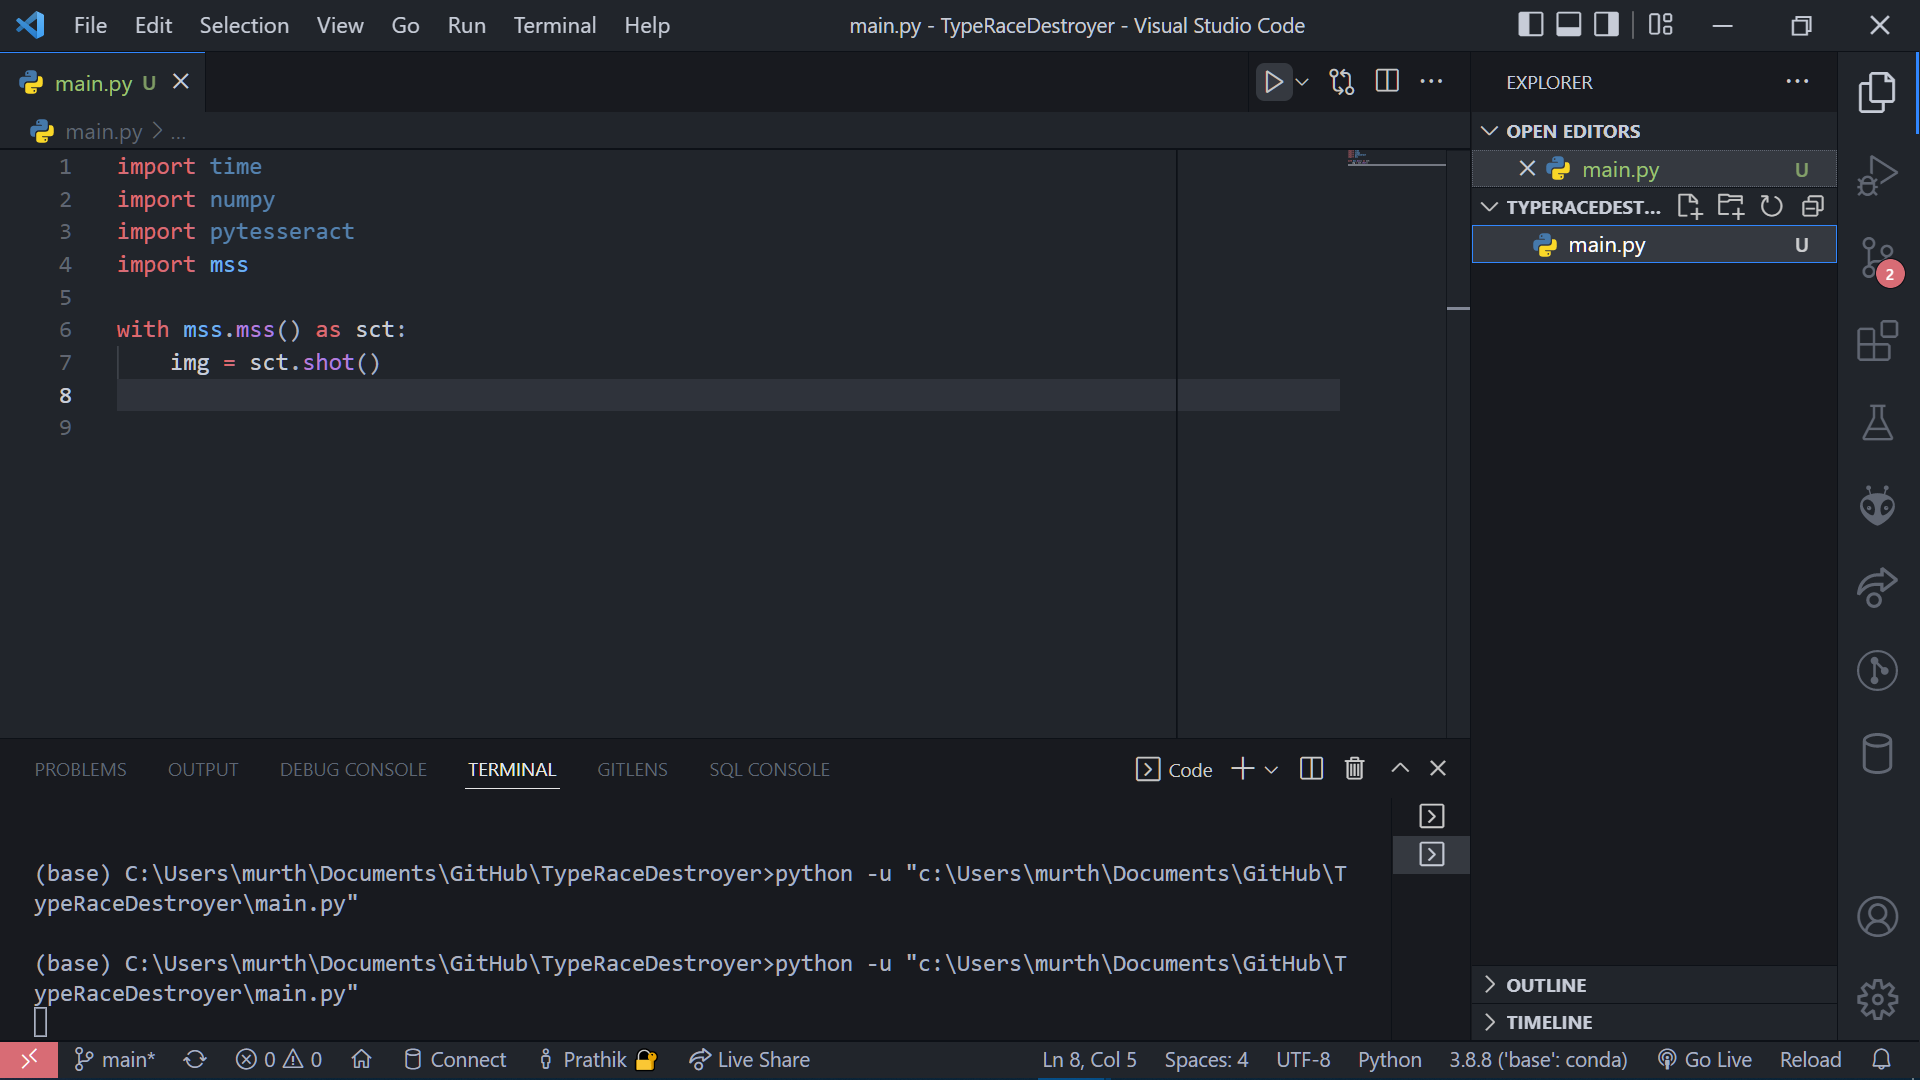 File Edit Selection View Go Run Terminal Help main.py - TypeRaceDestroyer - Visual Studio Code
main.py U
main.py > ...
1 import time
2 import numpy
3 import pytesseract
4 import mss
5
6 with mss.mss() as sct:
7     img = sct.shot()
8
9
EXPLORER
OPEN EDITORS
main.py U
TYPERACEDEST...
main.py U
2
OUTLINE
TIMELINE
PROBLEMS OUTPUT DEBUG CONSOLE TERMINAL GITLENS SQL CONSOLE Code
(base) C:\Users\murth\Documents\GitHub\TypeRaceDestroyer>python -u "c:\Users\murth\Documents\GitHub\T
ypeRaceDestroyer\main.py"
(base) C:\Users\murth\Documents\GitHub\TypeRaceDestroyer>python -u "c:\Users\murth\Documents\GitHub\T
ypeRaceDestroyer\main.py"
main* 0 0 Connect Prathik Live Share Ln 8, Col 5 Spaces: 4 UTF-8 Python 3.8.8 ('base': conda) Go Live Reload